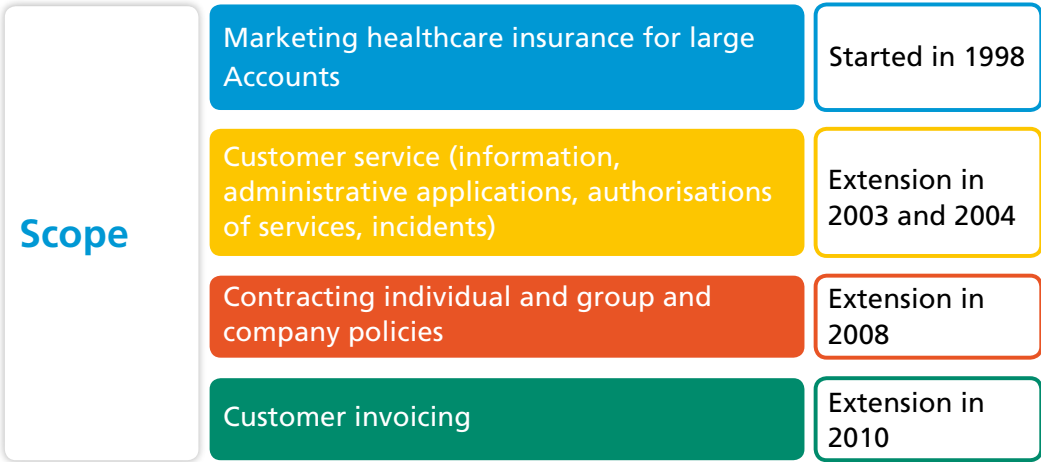 Scope
Marketing healthcare insurance for large
Accounts
Started in 1998
Customer service (information,
administrative applications, authorisations
of services, incidents)
Extension in
2003 and 2004
Contracting individual and group and
company policies
Extension in
2008
Customer invoicing
Extension in
2010